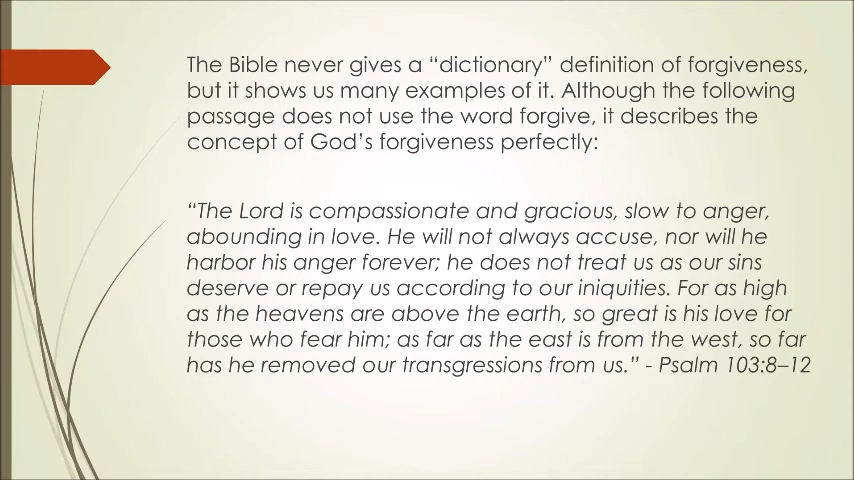 The Bible never gives a “dictionary” definition of forgiveness,
but it shows us many examples of it. Although the following
passage does not use the word forgive, it describes the
concept of God’s forgiveness perfectly:
“The Lord is compassionate and gracious, slow to anger,
abounding in love. He will not always accuse, nor will he
harbor his anger forever; he does not treat us as our sins
deserve or repay us according to our iniquities. For as high
as the heavens are above the earth, so great is his love for
those who fear him; as far as the east is from the west, so far
has he removed our transgressions from us.” - Psalm 103:8–12